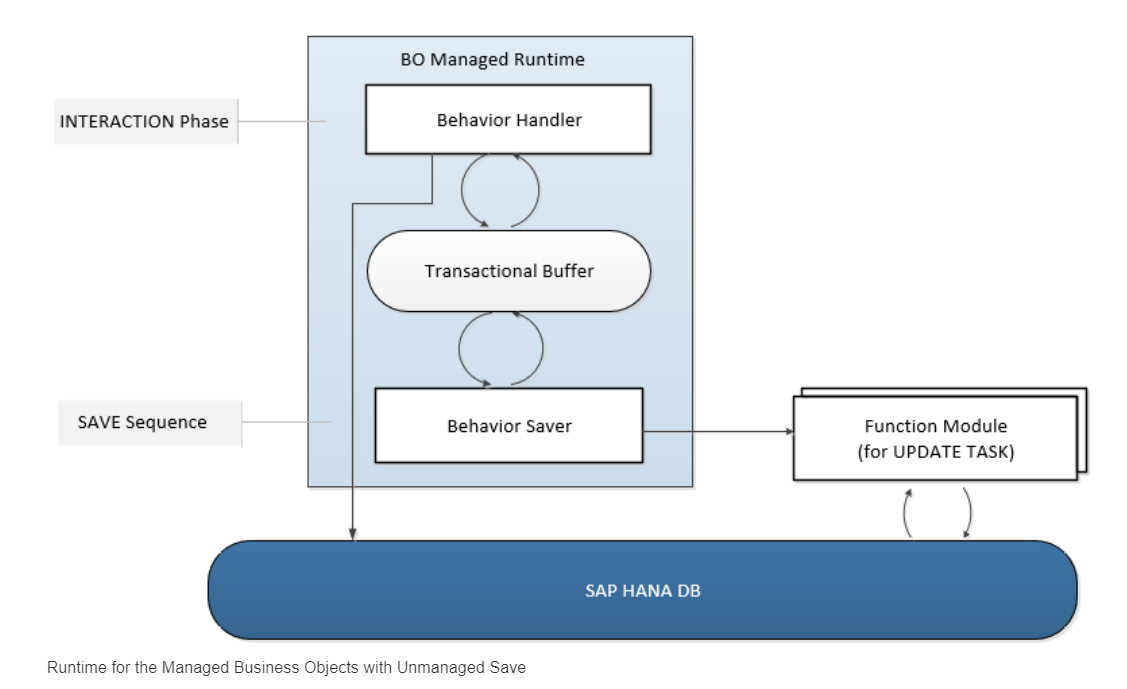 BO Managed Runtime
INTERACTION Phase
Behavior Handler
Transactional Buffer
SAVE Sequence
Behavior Saver
Function Module
(for UPDATE TASK)
SAP HANA DB
Runtime for the Managed Business Objects with Unmanaged Save